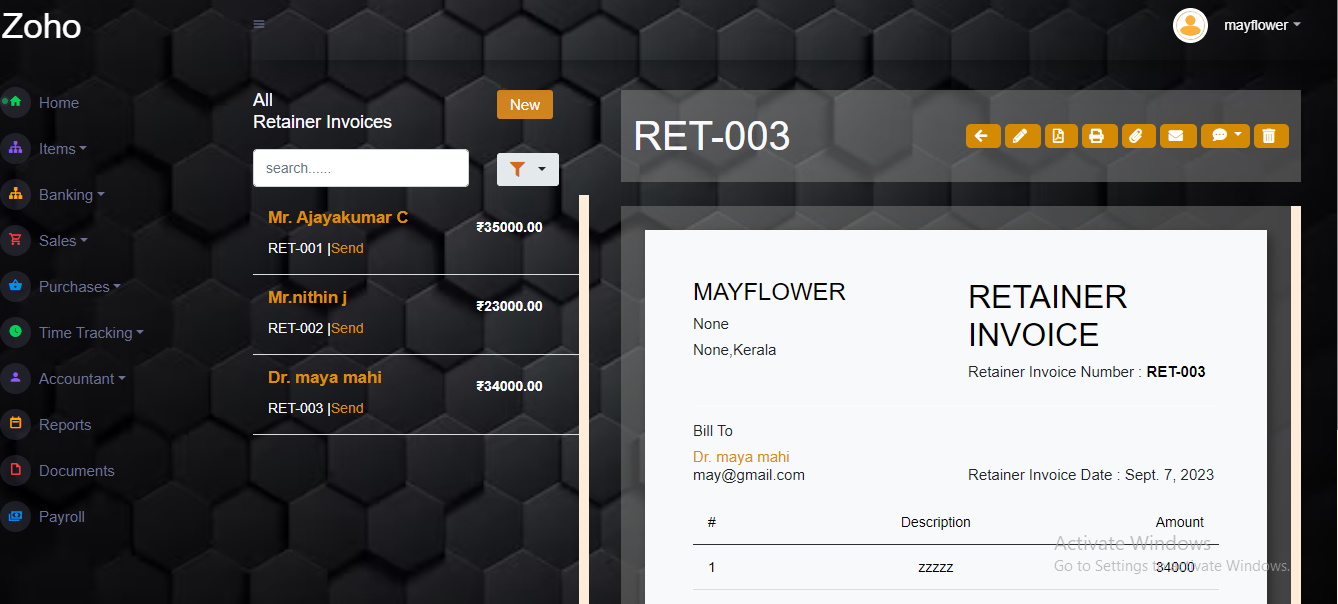 Zoho
mayflower
Home
Items
Banking
Sales
Purchases
Time Tracking
Accountant
Reports
Documents
Payroll
All
Retainer Invoices
New
search......
Mr. Ajayakumar C
₹35000.00
RET-001 |Send
Mr.nithin j
₹23000.00
RET-002 |Send
Dr. maya mahi
₹34000.00
RET-003 |Send
RET-003
MAYFLOWER
None
None,Kerala
RETAINER
INVOICE
Retainer Invoice Number : RET-003
Bill To
Dr. maya mahi
may@gmail.com
Retainer Invoice Date : Sept. 7, 2023
# Description Amount
1 zzzzz 34000
Activate Windows
Go to Settings to activate Windows.